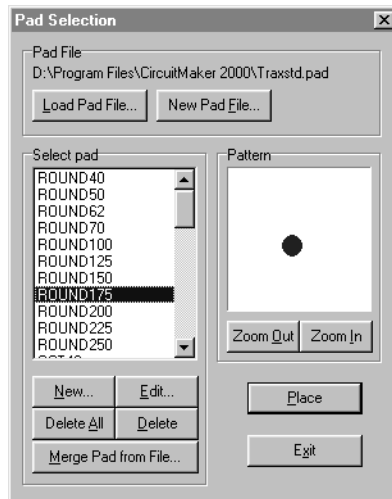 Pad Selection
Pad File
D:\Program Files\CircuitMaker 2000\Traxstd.pad
Load Pad File...
New Pad File...
Select pad
ROUND40
ROUND50
ROUND62
ROUND70
ROUND100
ROUND125
ROUND150
ROUND175
ROUND200
ROUND225
ROUND250
Pattern
Zoom Out
Zoom In
New...
Edit...
Delete All
Delete
Merge Pad from File...
Place
Exit